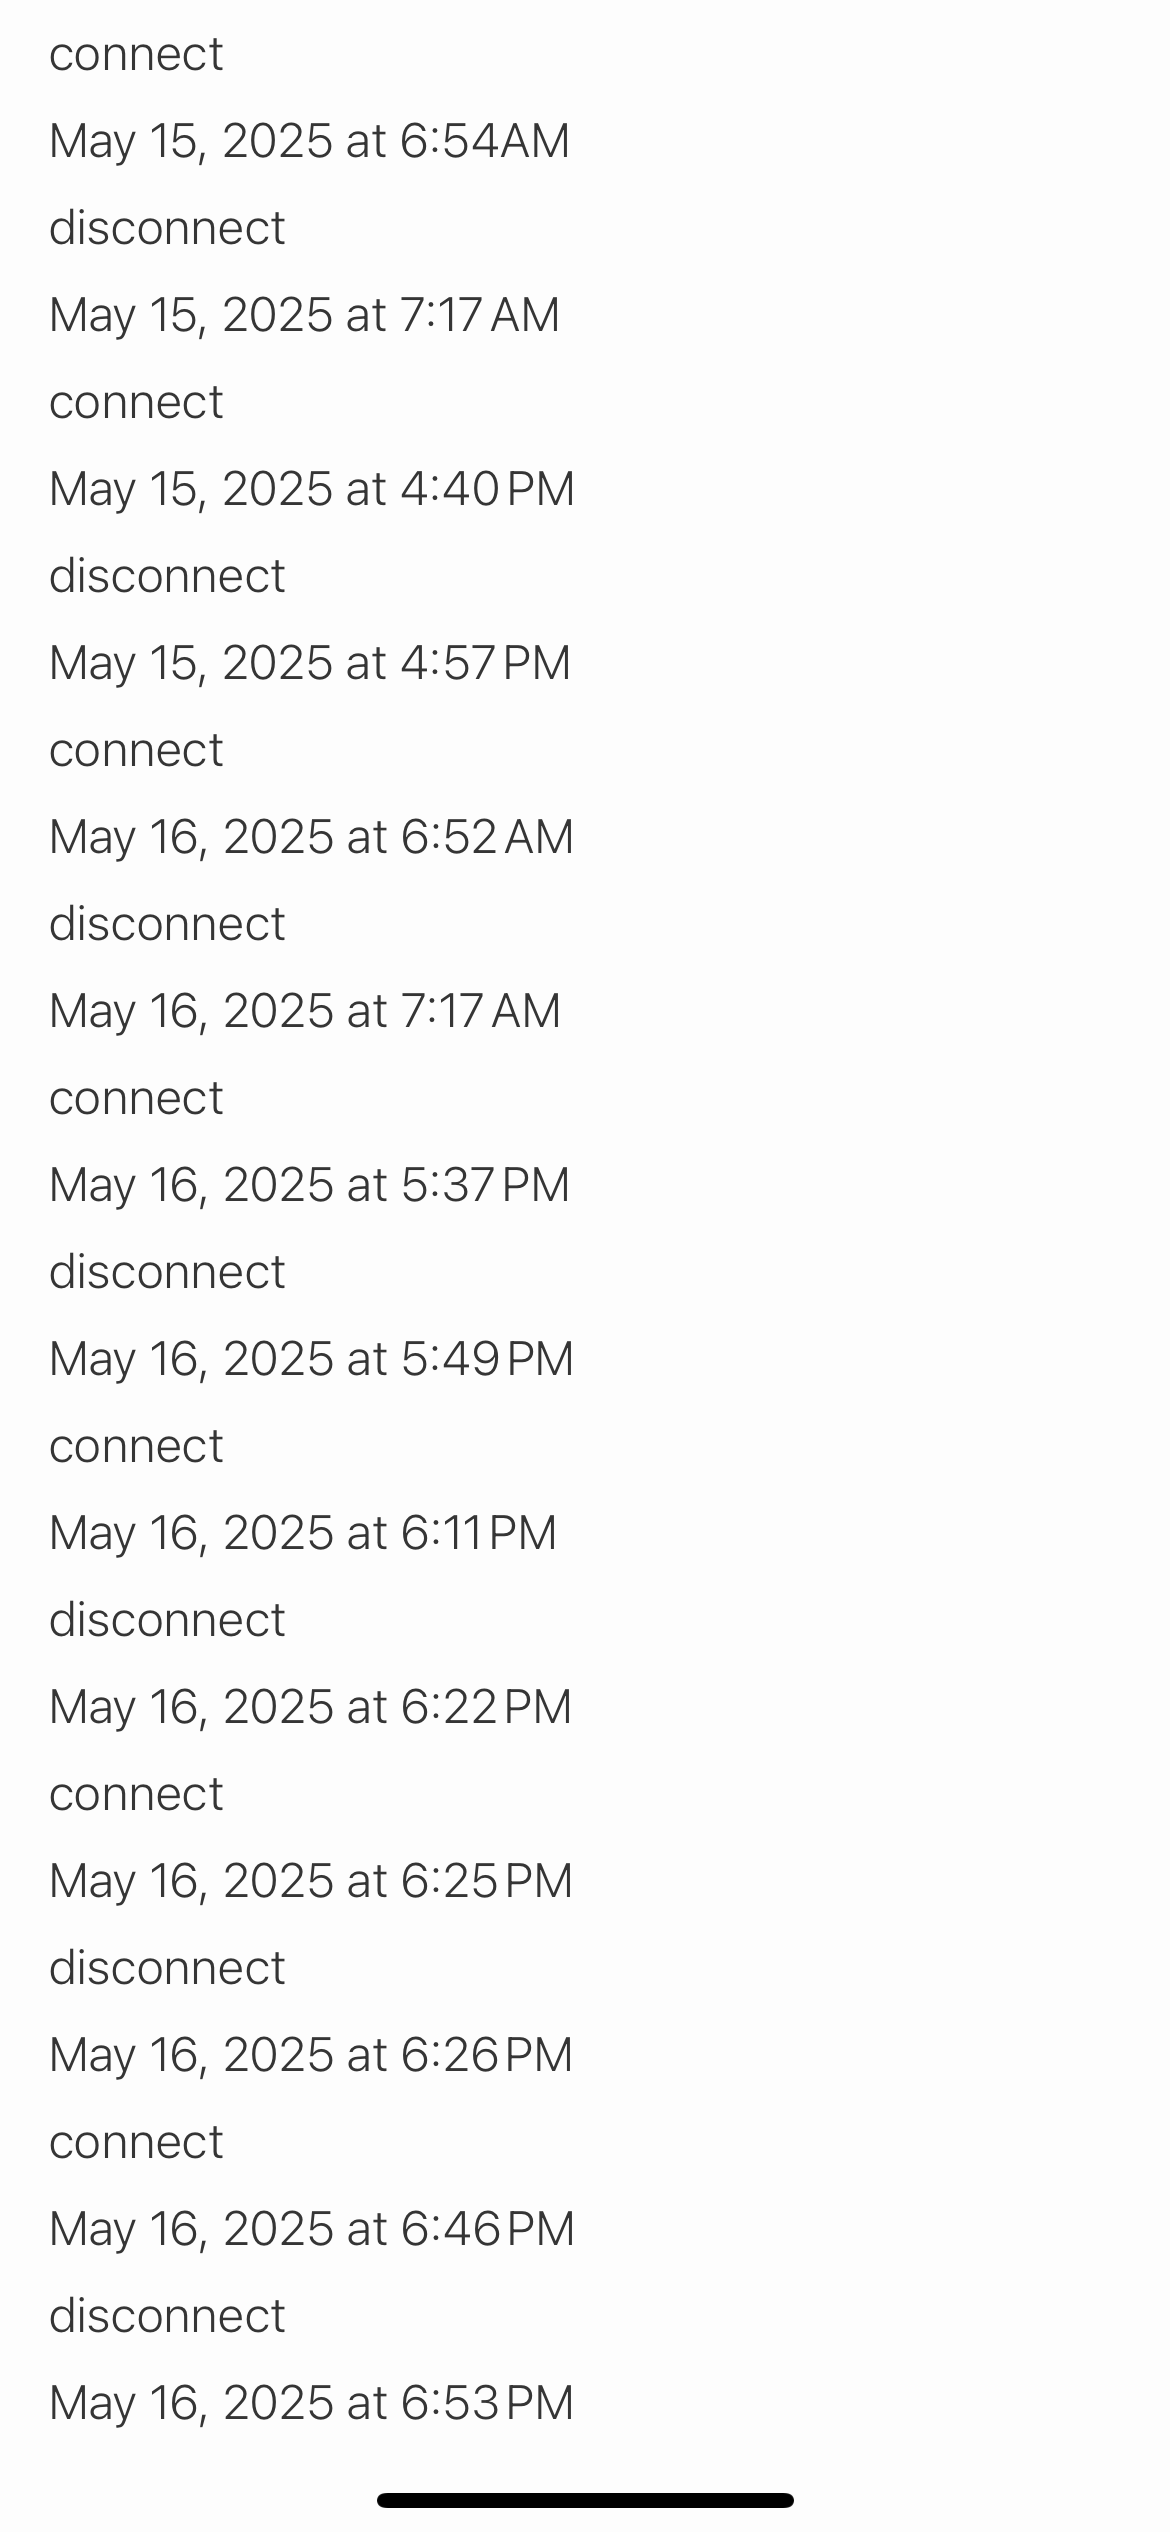 connect
May 15, 2025 at 6:54AM
disconnect
May 15, 2025 at 7:17 AM
connect
May 15, 2025 at 4:40 PM
disconnect
May 15, 2025 at 4:57 PM
connect
May 16, 2025 at 6:52 AM
disconnect
May 16, 2025 at 7:17 AM
connect
May 16, 2025 at 5:37 PM
disconnect
May 16, 2025 at 5:49 PM
connect
May 16, 2025 at 6:11 PM
disconnect
May 16, 2025 at 6:22 PM
connect
May 16, 2025 at 6:25 PM
disconnect
May 16, 2025 at 6:26 PM
connect
May 16, 2025 at 6:46 PM
disconnect
May 16, 2025 at 6:53 PM